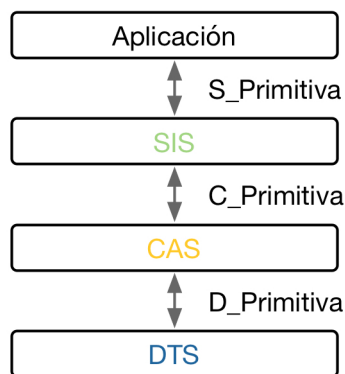 Aplicación
S_Primitiva
SIS
C_Primitiva
CAS
D_Primitiva
DTS